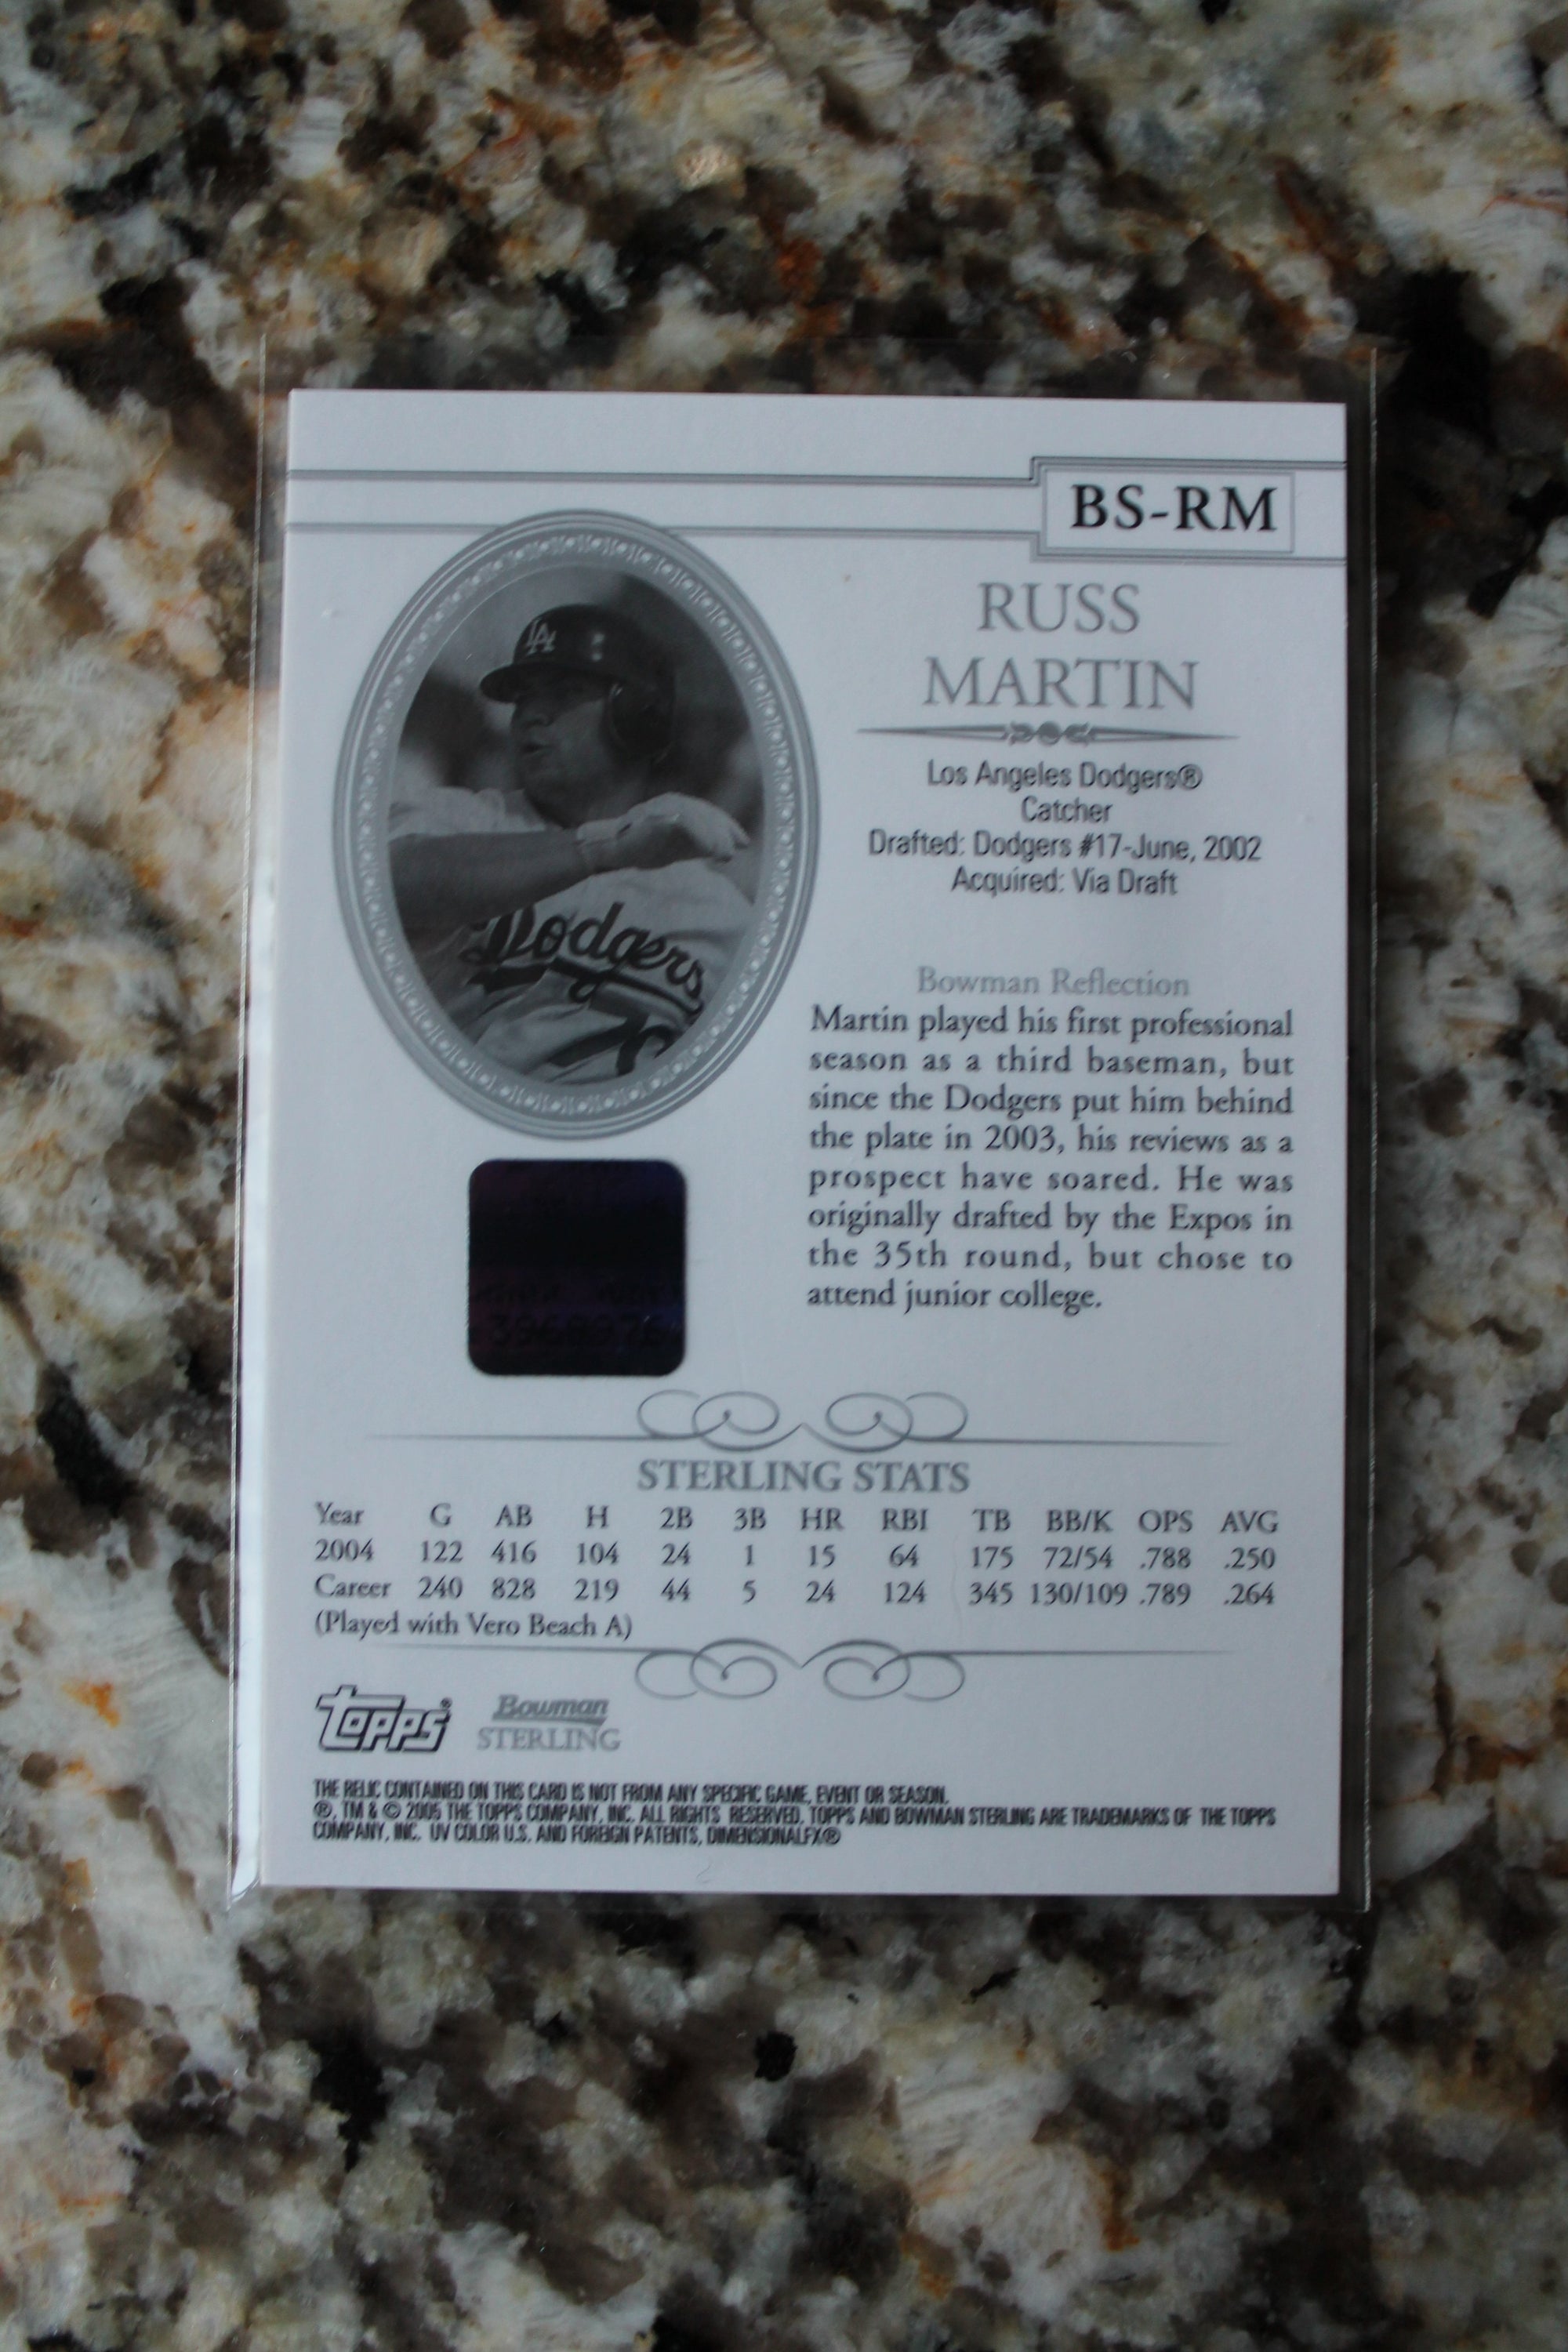 BS-RM
LA
Dodgers
RUSS
MARTIN
Los Angeles Dodgers®
Catcher
Drafted: Dodgers #17-June, 2002
Acquired: Via Draft
Bowman Reflection
Martin played his first professional
season as a third baseman, but
since the Dodgers put him behind
the plate in 2003, his reviews as a
prospect have soared. He was
originally drafted by the Expos in
the 35th round, but chose to
attend junior college.
STERLING STATS
Year G AB H 2B 3B HR RBI TB BB/K OPS AVG
2004 122 416 104 24 1 15 64 175 72/54 .788 .250
Career 240 828 219 44 5 24 124 345 130/109 .789 .264
(Played with Vero Beach A)
Topps® Bowman
STERLING
THE RELIC CONTAINED ON THIS CARD IS NOT FROM ANY SPECIFIC GAME, EVENT OR SEASON.
®, TM & © 2005 THE TOPPS COMPANY, INC. ALL RIGHTS RESERVED. TOPPS AND BOWMAN STERLING ARE TRADEMARKS OF THE TOPPS
COMPANY, INC. UV COLOR U.S. AND FOREIGN PATENTS, DIMENSIONALFX®